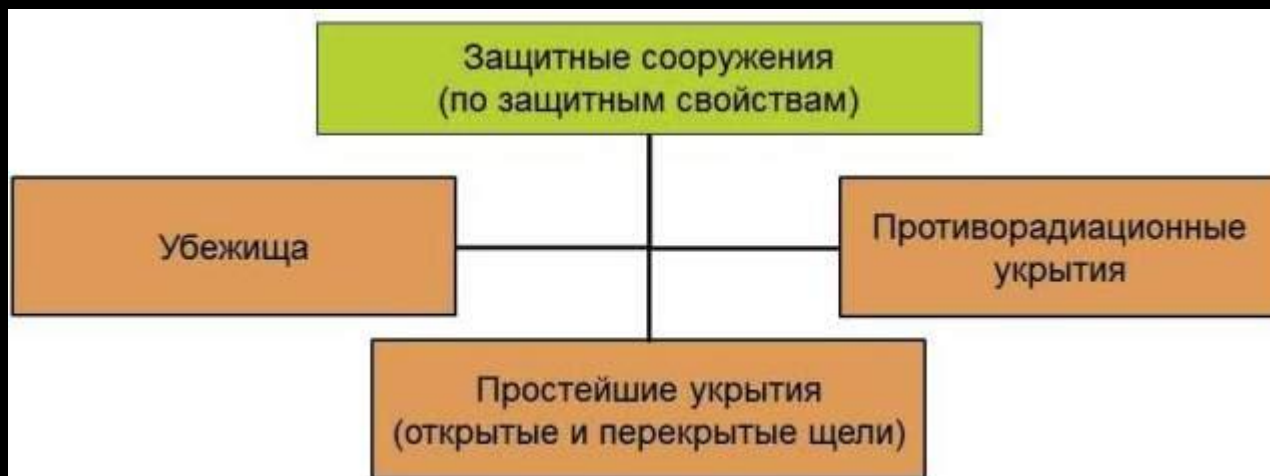 Защитные сооружения
(по защитным свойствам)
Убежища
Противорадиационные
укрытия
Простейшие укрытия
(открытые и перекрытые щели)